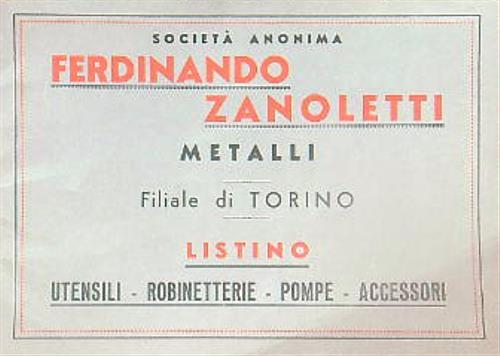 SOCIETÀ ANONIMA
FERDINANDO
ZANOLETTI
METALLI
Filiale di TORINO
LISTINO
UTENSILI - ROBINETTERIE - POMPE - ACCESSORI